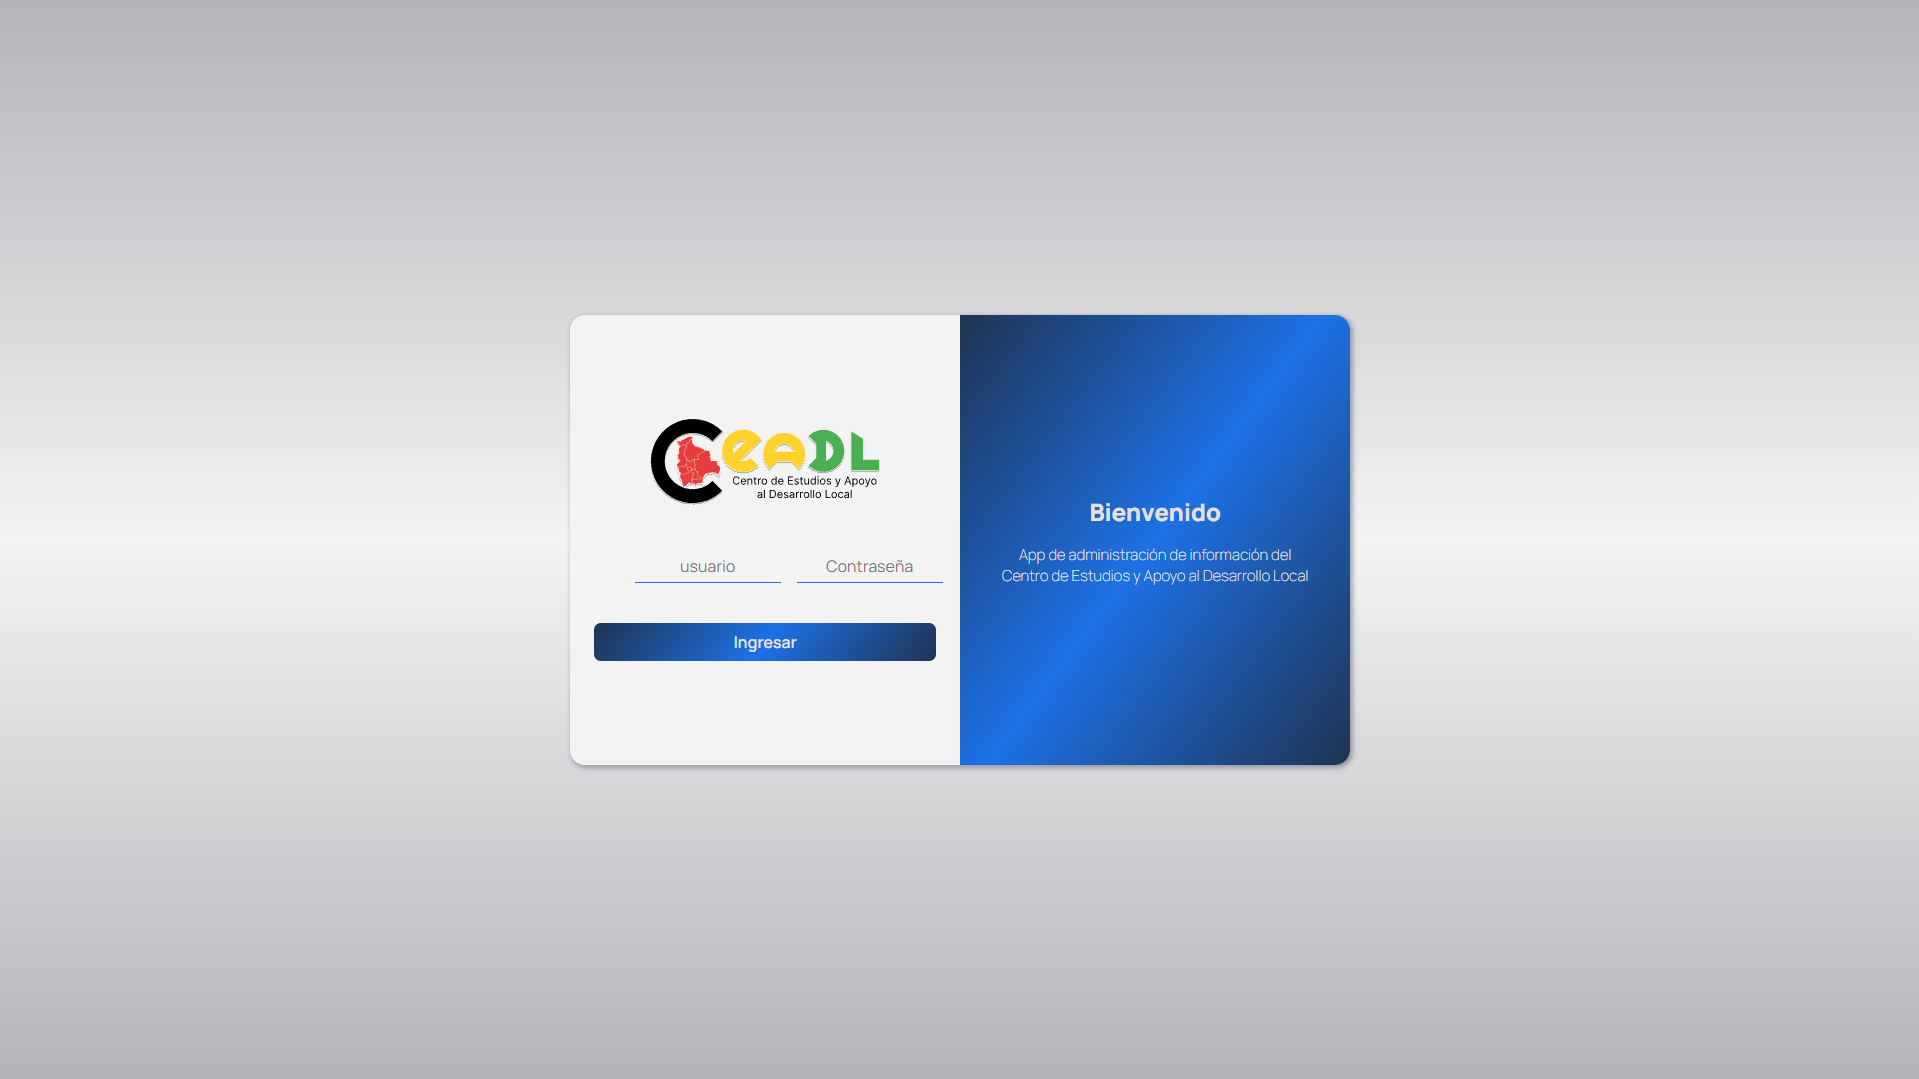 CeADL
Centro de Estudios y Apoyo
al Desarrollo Local
usuario
Contraseña
Ingresar
Bienvenido
App de administración de información del
Centro de Estudios y Apoyo al Desarrollo Local